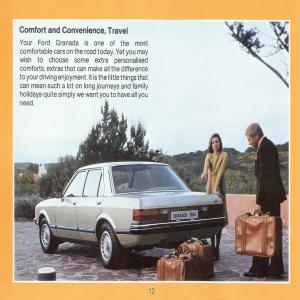 Comfort and Convenience, Travel
Your Ford Granada is one of the most
comfortable cars on the road today. Yet you may
wish to choose some extra personalised
comforts, extras that can make all the difference
to your driving enjoyment. It is the little things that
can mean such a lot on long journeys and family
holidays-quite simply we want you to have all you
need.
GRANADA
12